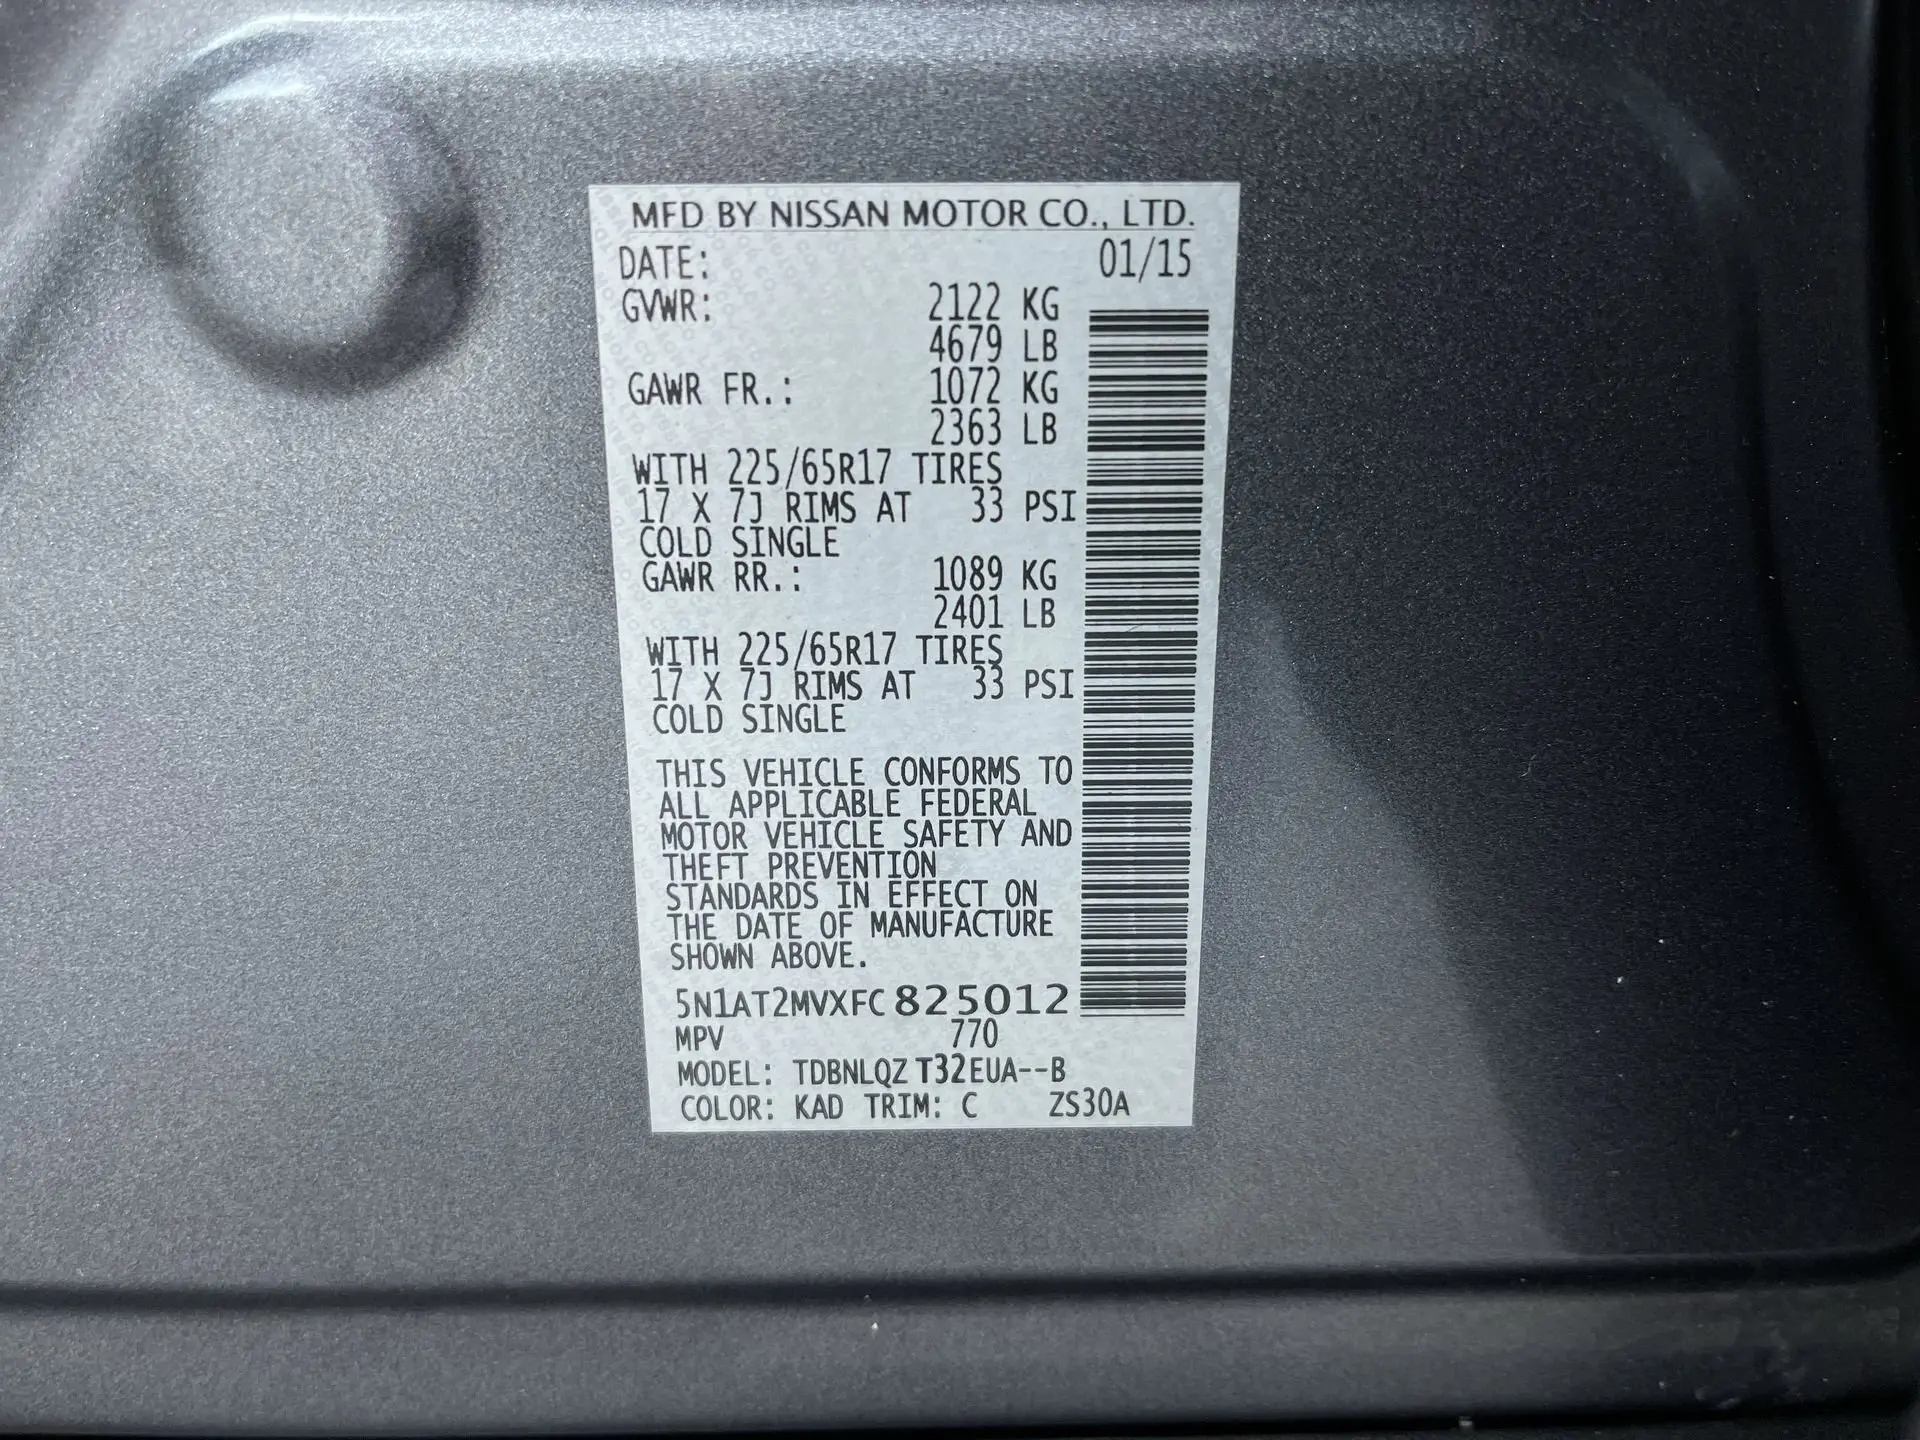 MFD BY NISSAN MOTOR CO., LTD.
DATE: 01/15
GVWR: 2122 KG
4679 LB
GAWR FR.: 1072 KG
2363 LB
WITH 225/65R17 TIRES
17 X 7J RIMS AT 33 PSI
COLD SINGLE
GAWR RR.: 1089 KG
2401 LB
WITH 225/65R17 TIRES
17 X 7J RIMS AT 33 PSI
COLD SINGLE
THIS VEHICLE CONFORMS TO
ALL APPLICABLE FEDERAL
MOTOR VEHICLE SAFETY AND
THEFT PREVENTION
STANDARDS IN EFFECT ON
THE DATE OF MANUFACTURE
SHOWN ABOVE.
5N1AT2MVXFC825012
MPV 770
MODEL: TDBNLQZ T32EUA--B
COLOR: KAD TRIM: C ZS30A